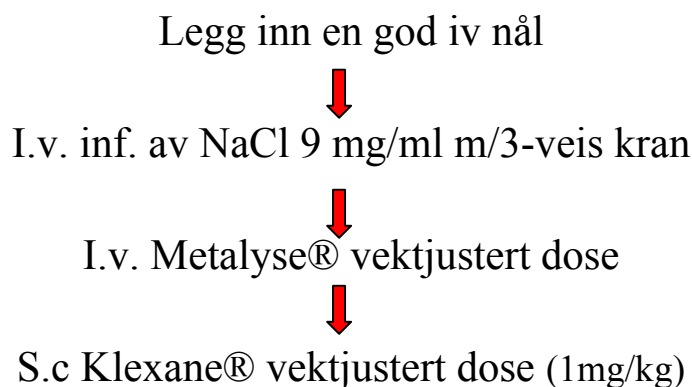 Legg inn en god iv nål
I.v. inf. av NaCl 9 mg/ml m/3-veis kran
I.v. Metalyse® vektjustert dose
S.c Klexane® vektjustert dose (1mg/kg)